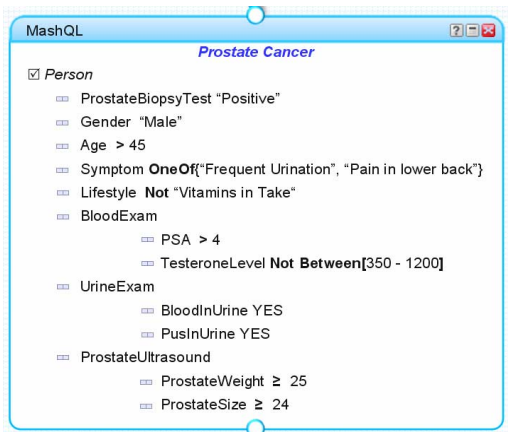 MashQL
Prostate Cancer
Person
ProstateBiopsyTest “Positive”
Gender “Male”
Age > 45
Symptom OneOf{“Frequent Urination”, “Pain in lower back”}
Lifestyle Not “Vitamins in Take“
BloodExam
PSA > 4
TesteroneLevel Not Between[350 - 1200]
UrineExam
BloodInUrine YES
PusInUrine YES
ProstateUltrasound
ProstateWeight ≥ 25
ProstateSize ≥ 24